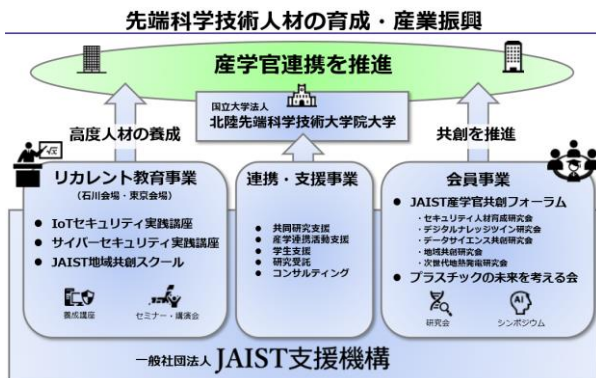 先端科学技術人材の育成・産業振興
産学官連携を推進
国立大学法人
北陸先端科学技術大学院大学
高度人材の養成
共創を推進
リカレント教育事業
（石川会場・東京会場）
● IoTセキュリティ実践講座
● サイバーセキュリティ実践講座
● JAIST地域共創スクール
養成講座
セミナー・講演会
連携・支援事業
● 共同研究支援
● 産学連携活動支援
● 学生支援
● 研究受託
● コンサルティング
会員事業
● JAIST産学官共創フォーラム
・セキュリティ人材育成研究会
・デジタルナレッジツイン研究会
・データサイエンス共創研究会
・地域共創研究会
・次世代地熱発電研究会
● プラスチックの未来を考える会
研究会
AI
シンポジウム
一般社団法人 JAIST支援機構